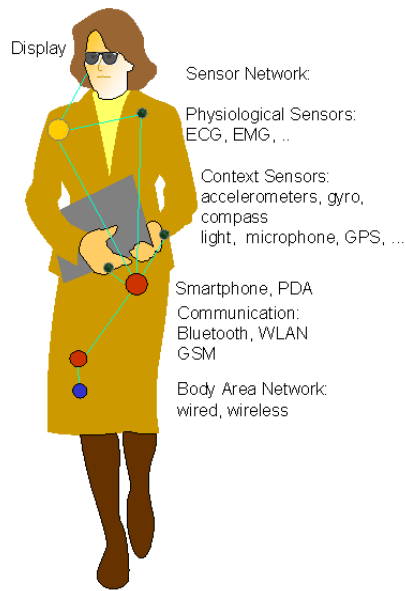 Display
Sensor Network:
Physiological Sensors:
ECG, EMG, ..
Context Sensors:
accelerometers, gyro,
compass
light, microphone, GPS, ...
Smartphone, PDA
Communication:
Bluetooth, WLAN
GSM
Body Area Network:
wired, wireless